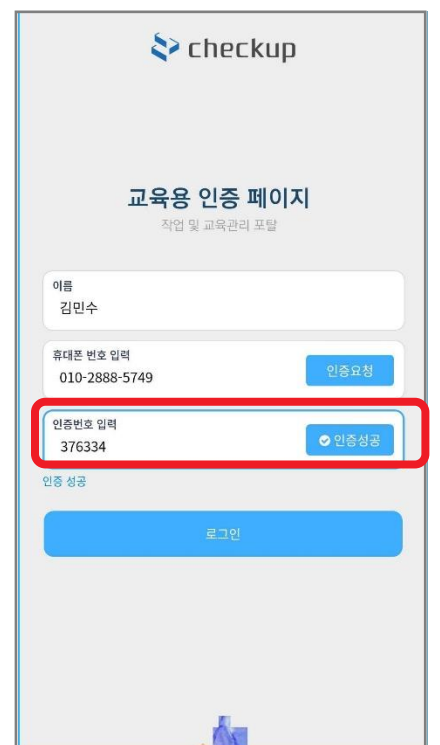 checkup
교육용 인증 페이지
작업 및 교육관리 포탈
이름
김민수
휴대폰 번호 입력
010-2888-5749
인증요청
인증번호 입력
376334
인증성공
인증 성공
로그인